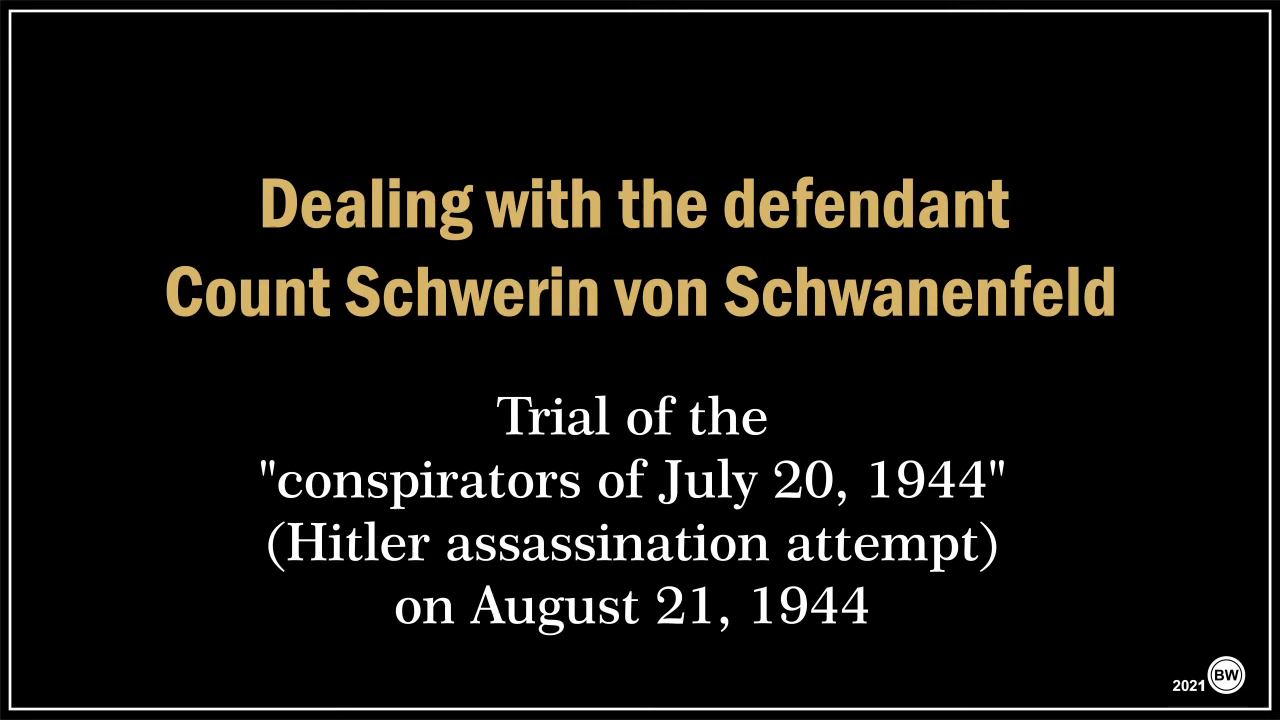 Dealing with the defendant
Count Schwerin von Schwanenfeld
Trial of the
"conspirators of July 20, 1944"
(Hitler assassination attempt)
on August 21, 1944
2021 BW